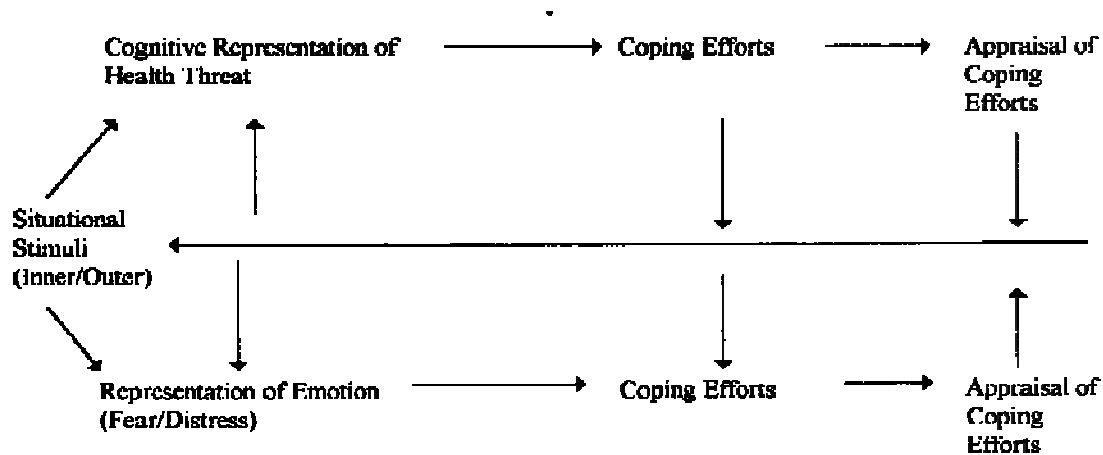 Cognitive Representation of
Health Threat
Coping Efforts
Appraisal of
Coping
Efforts
Situational
Stimuli
(Inner/Outer)
Representation of Emotion
(Fear/Distress)
Coping Efforts
Appraisal of
Coping
Efforts